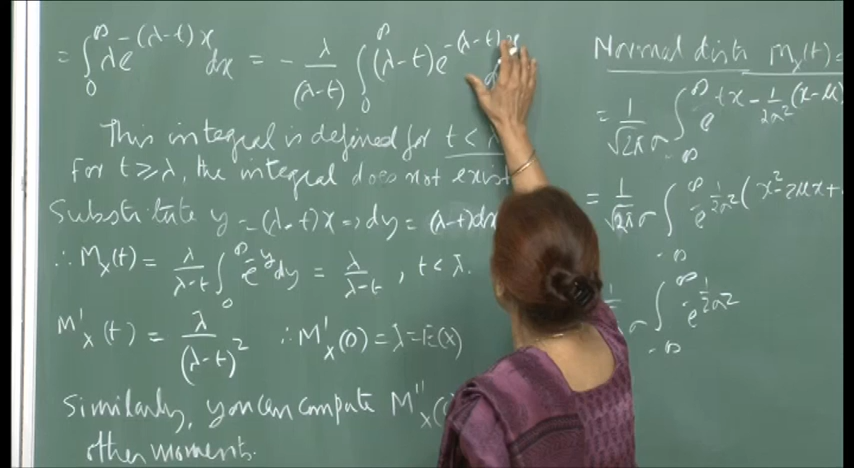 = ∫₀^∞ λe^{-(λ-t)x} dx = - λ/(λ-t) ∫₀^∞ (λ-t)e^{-(λ-t)x}
This integral is defined for t < λ
For t ≥ λ, the integral does not exist
Substitute y = (λ-t)x => dy = (λ-t)dx
∴ M_x(t) = λ/(λ-t) ∫₀^∞ e^{-y} dy = λ/(λ-t), t < λ.
M'_x(t) = λ/(λ-t)² ∴ M'_x(0) = λ = E(x)
Similarly, you can compute M''_x(
other moments.
Normal distn M_x(t) =
= 1/(√2π σ) ∫_{-∞}^∞ e^{tx - 1/2σ² (x-μ)
= 1/(√2π σ) ∫_{-∞}^∞ e^{-1/2σ² (x² - 2μx +
σ ∫_{-∞}^∞ e^{-1/2σ²}